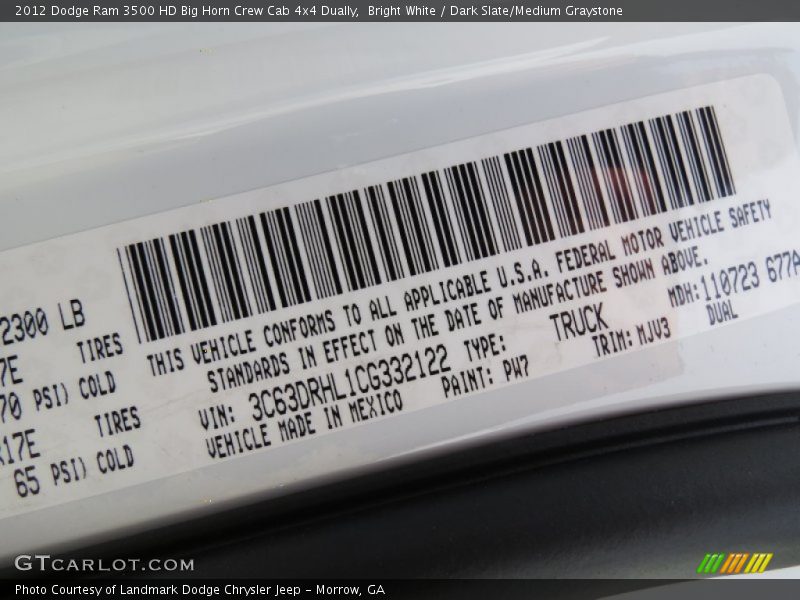 2012 Dodge Ram 3500 HD Big Horn Crew Cab 4x4 Dually, Bright White / Dark Slate/Medium Graystone
2300 LB
7E TIRES
70 PSI) COLD
17E TIRES
65 PSI) COLD
THIS VEHICLE CONFORMS TO ALL APPLICABLE U.S.A. FEDERAL MOTOR VEHICLE SAFETY
STANDARDS IN EFFECT ON THE DATE OF MANUFACTURE SHOWN ABOVE.
VIN: 3C63DRHL1CG332122 TYPE: TRUCK MDH:110723 677A
VEHICLE MADE IN MEXICO PAINT: PW7 TRIM: MJV3 DUAL
GTCARLOT.COM
Photo Courtesy of Landmark Dodge Chrysler Jeep – Morrow, GA